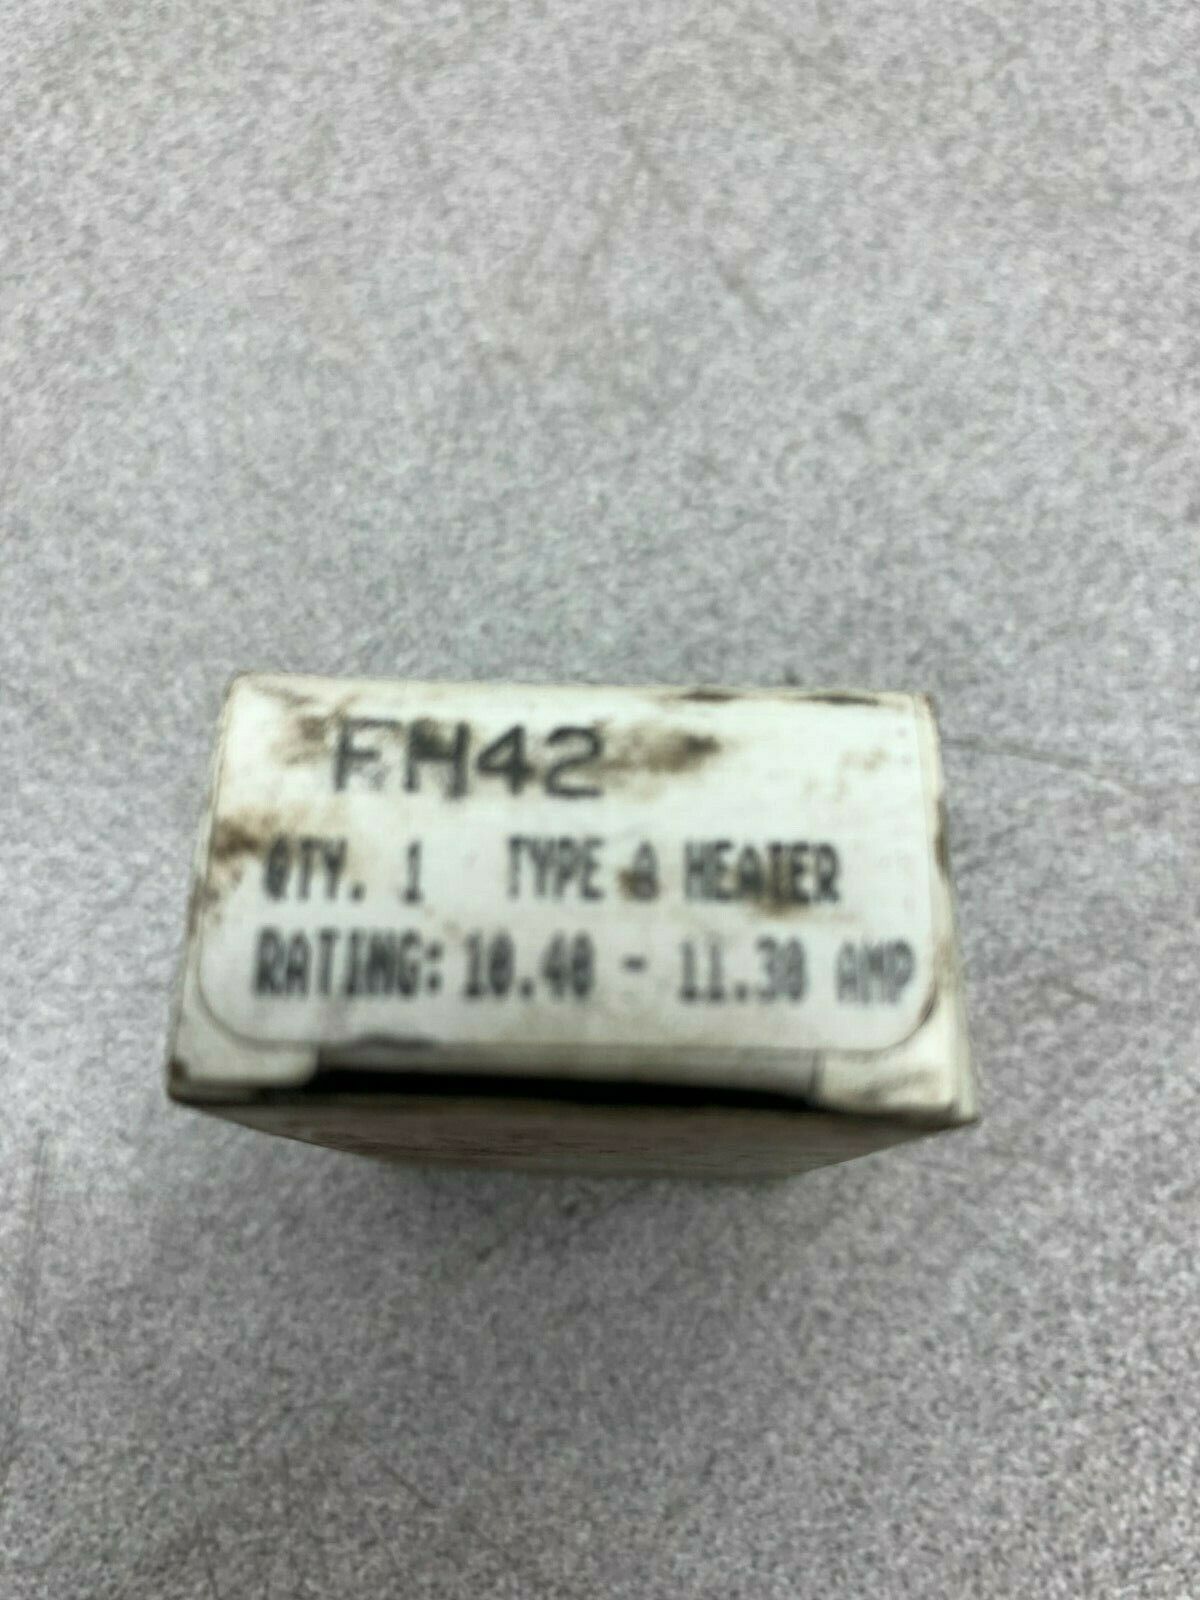 FH42
QTY. 1 TYPE A HEATER
RATING: 10.40 - 11.30 AMP